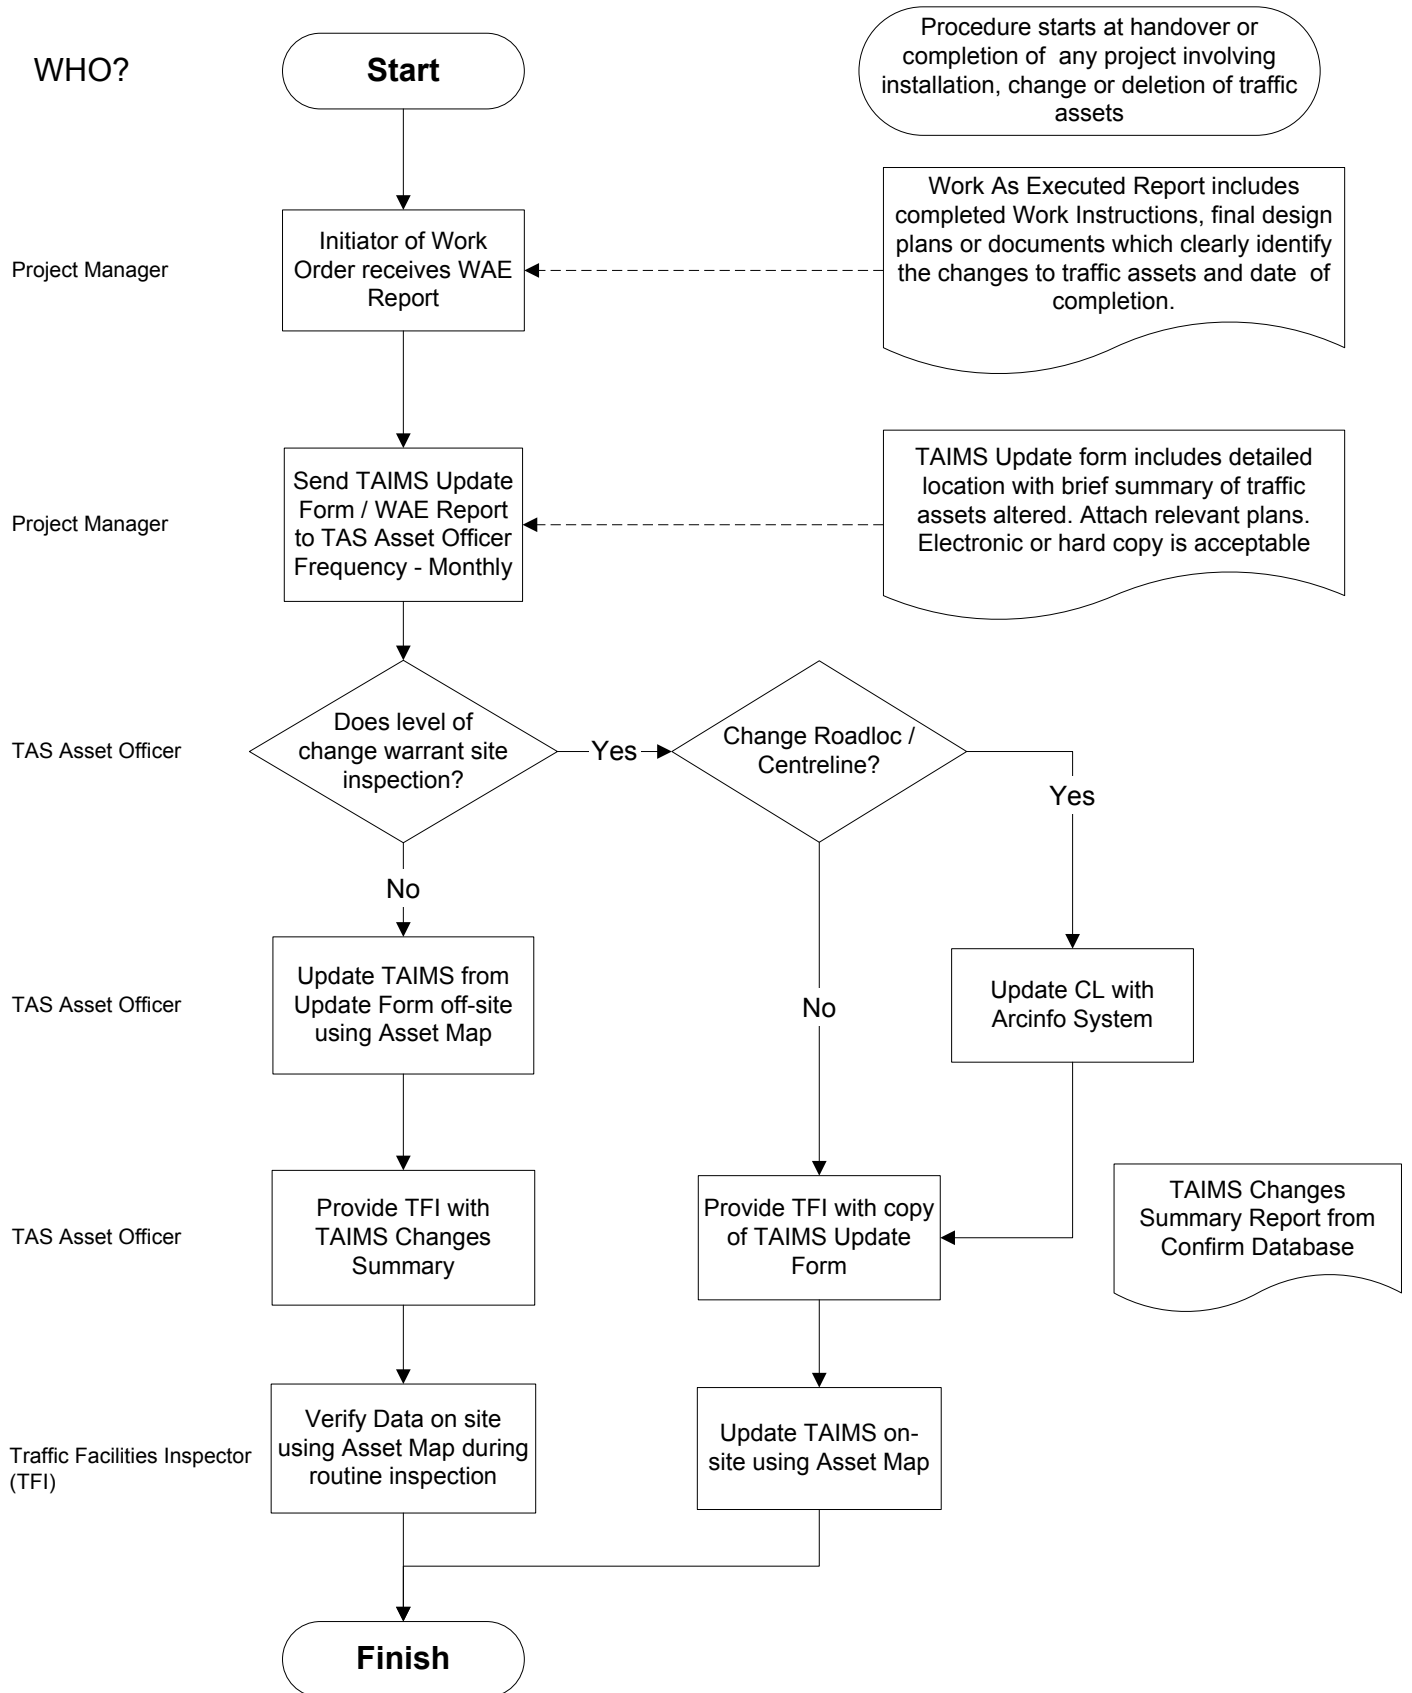 WHO?
Start
Procedure starts at handover or
completion of any project involving
installation, change or deletion of traffic
assets
Project Manager
Initiator of Work
Order receives WAE
Report
Work As Executed Report includes
completed Work Instructions, final design
plans or documents which clearly identify
the changes to traffic assets and date of
completion.
Project Manager
Send TAIMS Update
Form / WAE Report
to TAS Asset Officer
Frequency - Monthly
TAIMS Update form includes detailed
location with brief summary of traffic
assets altered. Attach relevant plans.
Electronic or hard copy is acceptable
TAS Asset Officer
Does level of
change warrant site
inspection?
Yes
Change Roadloc /
Centreline?
Yes
No
TAS Asset Officer
Update TAIMS from
Update Form off-site
using Asset Map
No
Update CL with
Arcinfo System
TAS Asset Officer
Provide TFI with
TAIMS Changes
Summary
Provide TFI with copy
of TAIMS Update
Form
TAIMS Changes
Summary Report from
Confirm Database
Traffic Facilities Inspector
(TFI)
Verify Data on site
using Asset Map during
routine inspection
Update TAIMS on-
site using Asset Map
Finish